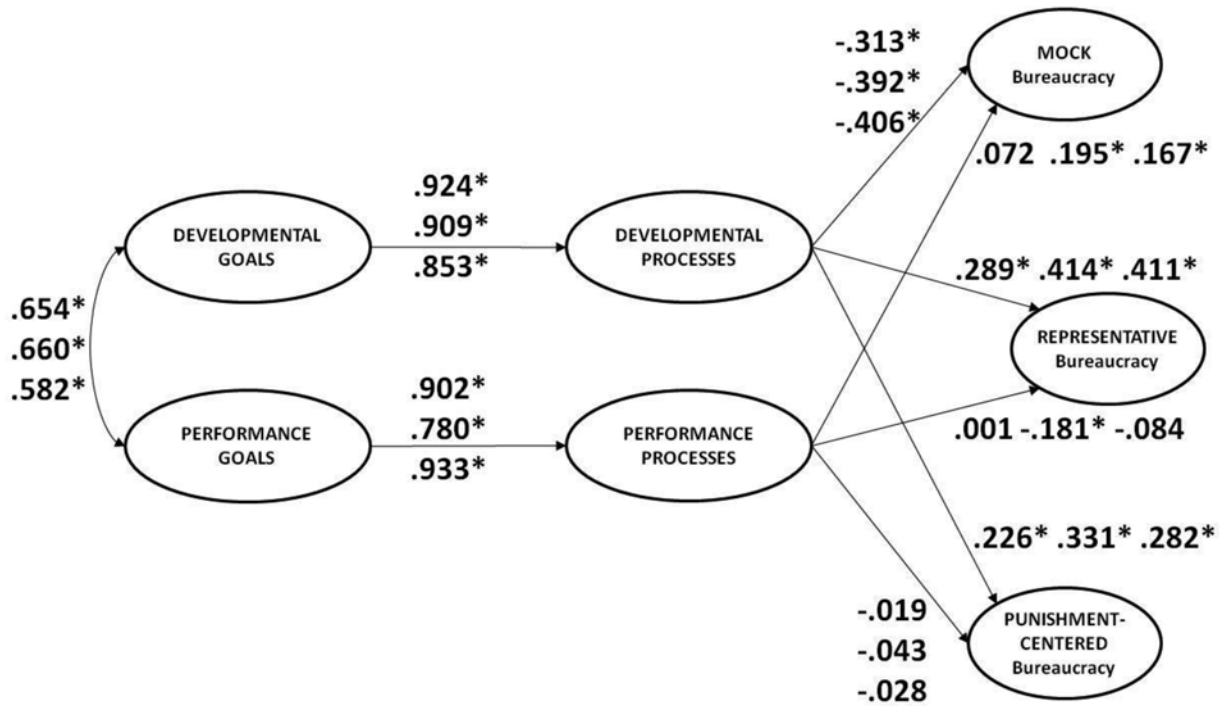 -.313*
-.392*
-.406*
MOCK
Bureaucracy
.072 .195* .167*
.924*
.909*
.853*
DEVELOPMENTAL
GOALS
DEVELOPMENTAL
PROCESSES
.289* .414* .411*
.654*
.660*
.582*
REPRESENTATIVE
Bureaucracy
.902*
.780*
.933*
PERFORMANCE
GOALS
PERFORMANCE
PROCESSES
.001 -.181* -.084
.226* .331* .282*
-.019
-.043
-.028
PUNISHMENT-
CENTERED
Bureaucracy